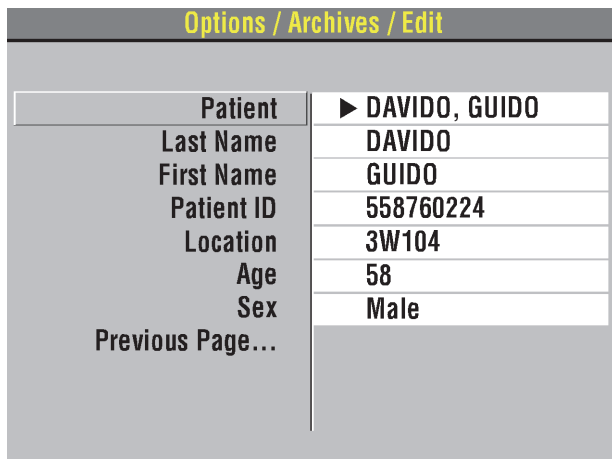 Options / Archives / Edit
Patient ▶ DAVIDO, GUIDO
Last Name DAVIDO
First Name GUIDO
Patient ID 558760224
Location 3W104
Age 58
Sex Male
Previous Page...